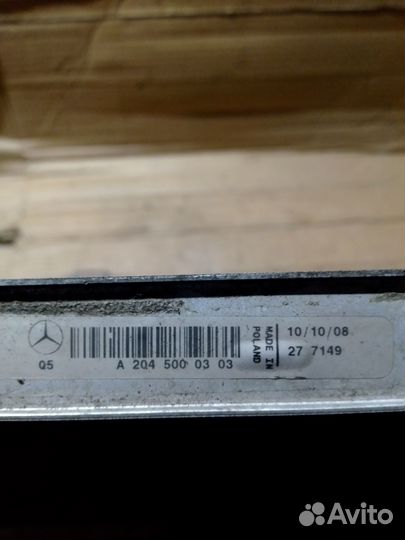 Q5
A 204 500 03 03
MADE IN
POLAND
10/10/08
27 7149
Avito